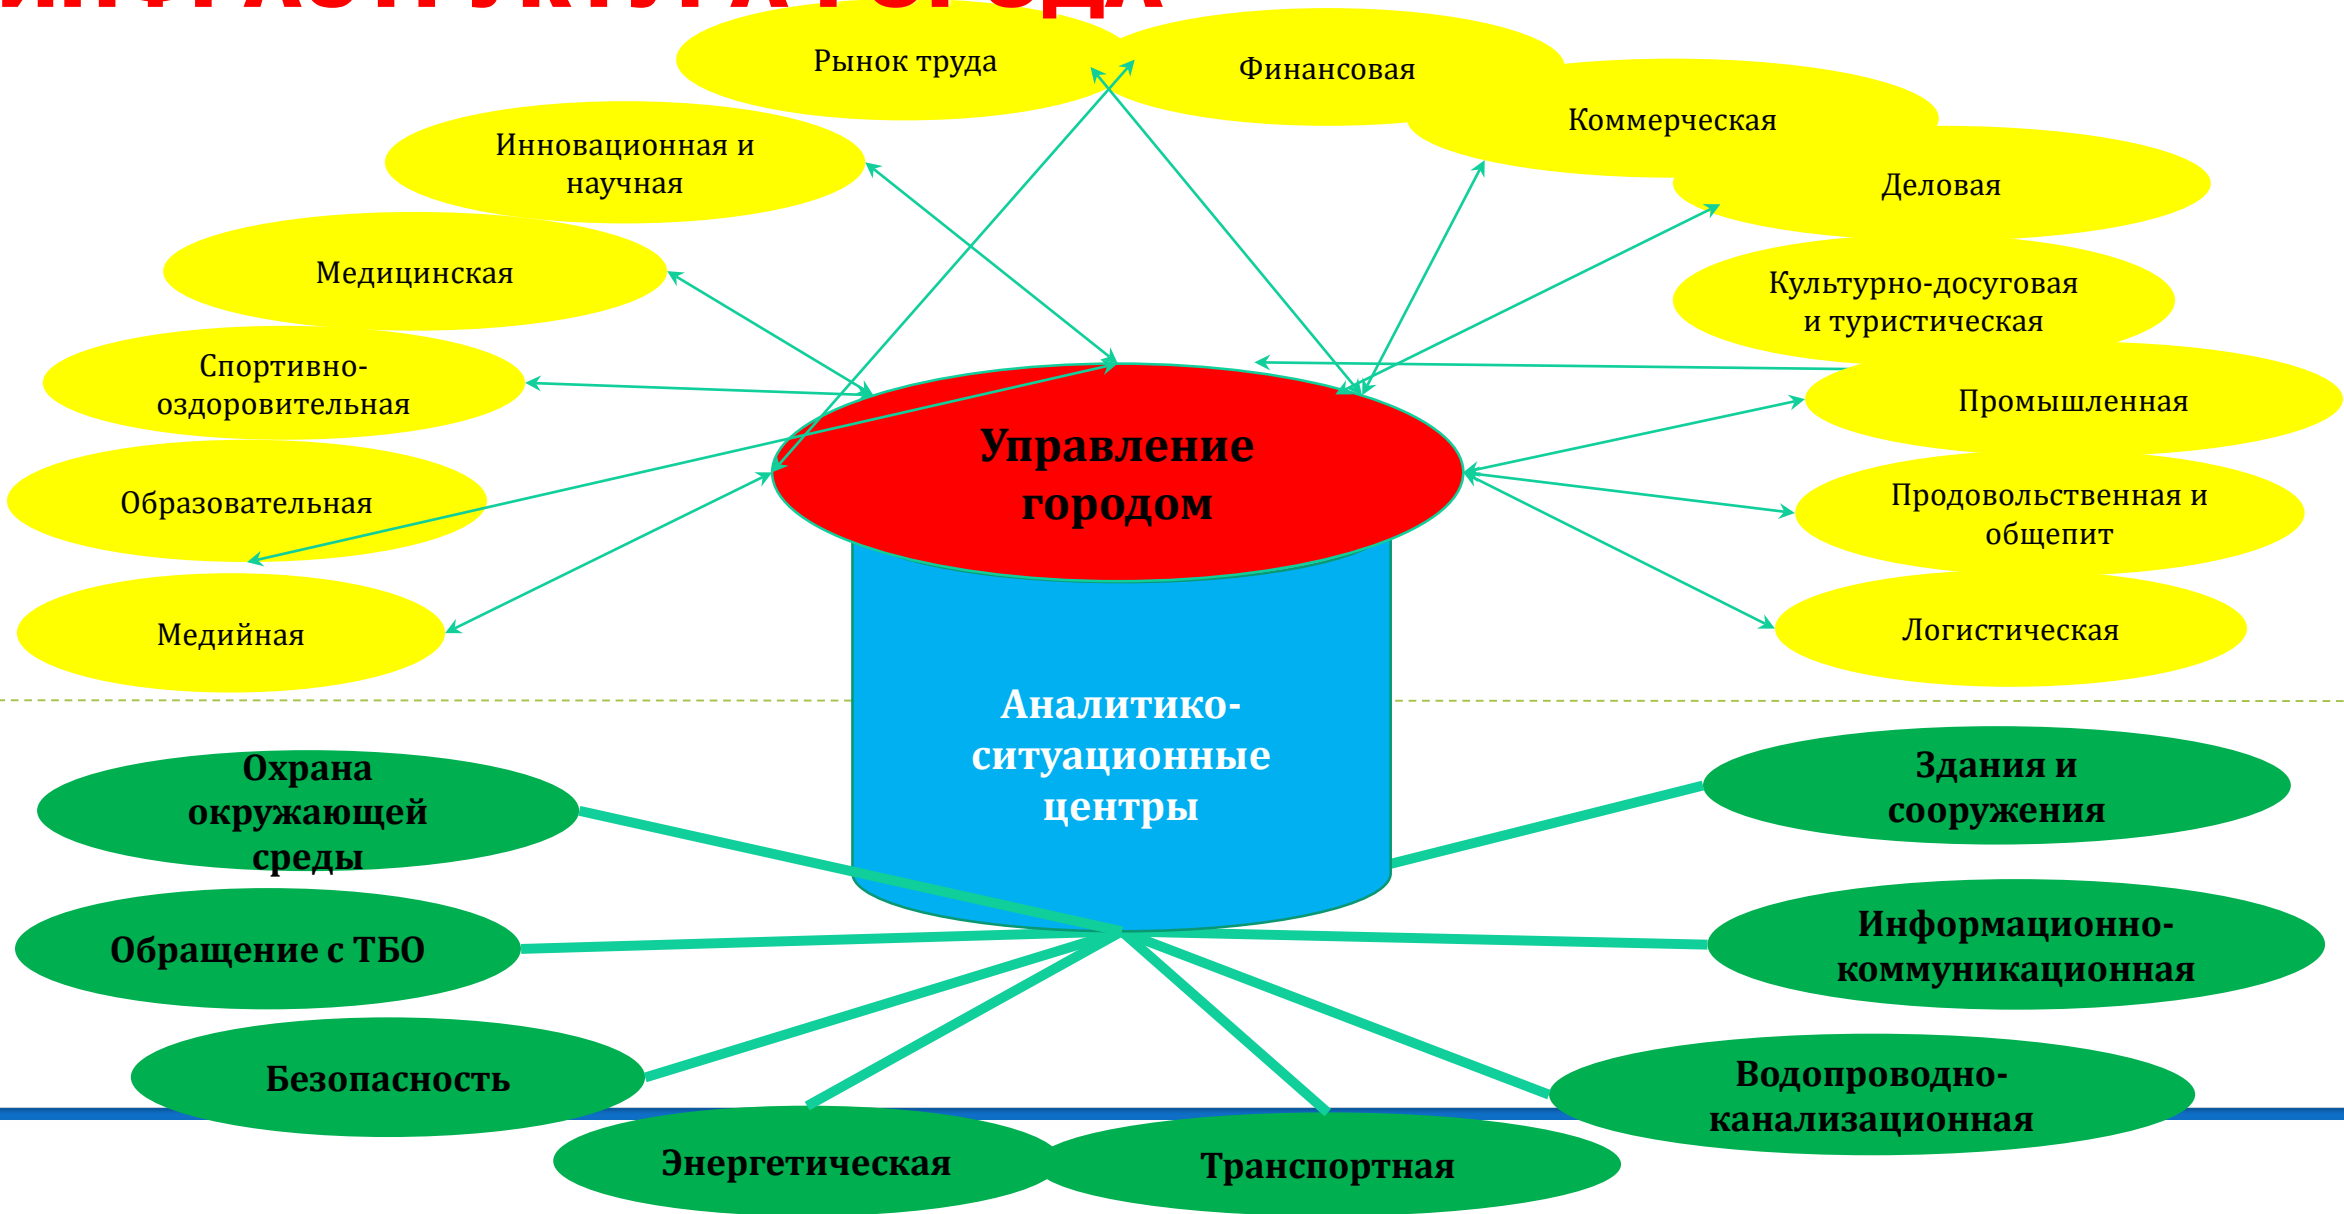 ИНФРАСТРУКТУРА ГОРОДА
Рынок труда
Финансовая
Коммерческая
Деловая
Инновационная и
научная
Медицинская
Культурно-досуговая
и туристическая
Спортивно-
оздоровительная
Промышленная
Образовательная
Продовольственная и
общепит
Медийная
Логистическая
Управление
городом
Аналитико-
ситуационные
центры
Охрана
окружающей
среды
Здания и
сооружения
Обращение с ТБО
Информационно-
коммуникационная
Безопасность
Водопроводно-
канализационная
Энергетическая
Транспортная